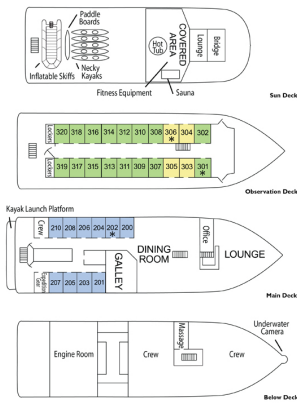 Paddle
Boards
Inflatable Skiffs
Necky
Kayaks
Hot
Tub
COVERED
AREA
Lounge
Bridge
Fitness Equipment
Sauna
Sun Deck
Lockers
320 318 316 314 312 310 308 306 304 302
*
Lockers
319 317 315 313 311 309 307 305 303 301
*
Observation Deck
Kayak Launch Platform
Crew
210 208 206 204 202 200
*
Expedition
Gear
207 205 203 201
GALLEY
DINING
ROOM
Office
LOUNGE
Main Deck
Engine Room
Crew
Massage
Crew
Underwater
Camera
Below Deck